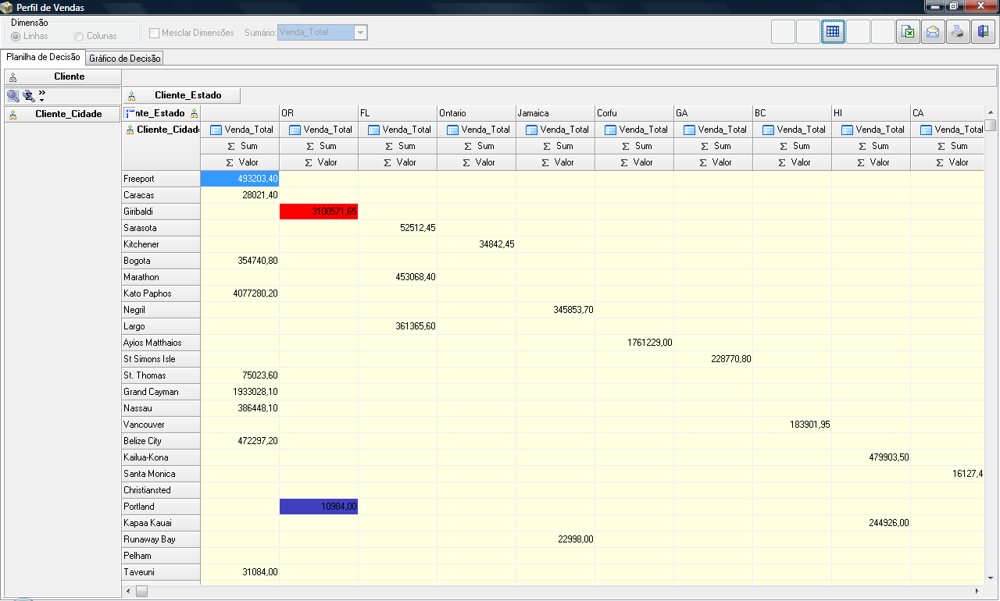 Perfil de Vendas
Dimensão
Linhas Colunas Mesclar Dimensões Sumário: Venda_Total
Planilha de Decisão Gráfico de Decisão
Cliente
Cliente_Estado
Cliente_Cidade
nte_Estado OR FL Ontario Jamaica Corfu GA BC HI CA
Cliente_Cidad Venda_Total Venda_Total Venda_Total Venda_Total Venda_Total Venda_Total Venda_Total Venda_Total Venda_Total Venda_Total
Σ Sum Σ Sum Σ Sum Σ Sum Σ Sum Σ Sum Σ Sum Σ Sum Σ Sum Σ Sum
Σ Valor Σ Valor Σ Valor Σ Valor Σ Valor Σ Valor Σ Valor Σ Valor Σ Valor Σ Valor
Freeport 493203,40
Caracas 28021,40
Giribaldi 3100571,65
Sarasota 52512,45
Kitchener 34842,45
Bogota 354740,80
Marathon 453068,40
Kato Paphos 4077280,20
Negril 345853,70
Largo 361365,60
Ayios Matthaios 1761229,00
St Simons Isle 228770,80
St. Thomas 75023,60
Grand Cayman 1933028,10
Nassau 386448,10
Vancouver 183901,95
Belize City 472297,20
Kailua-Kona 479903,50
Santa Monica 16127,4
Christiansted
Portland 10984,00
Kapaa Kauai 244926,00
Runaway Bay 22998,00
Pelham
Taveuni 31084,00